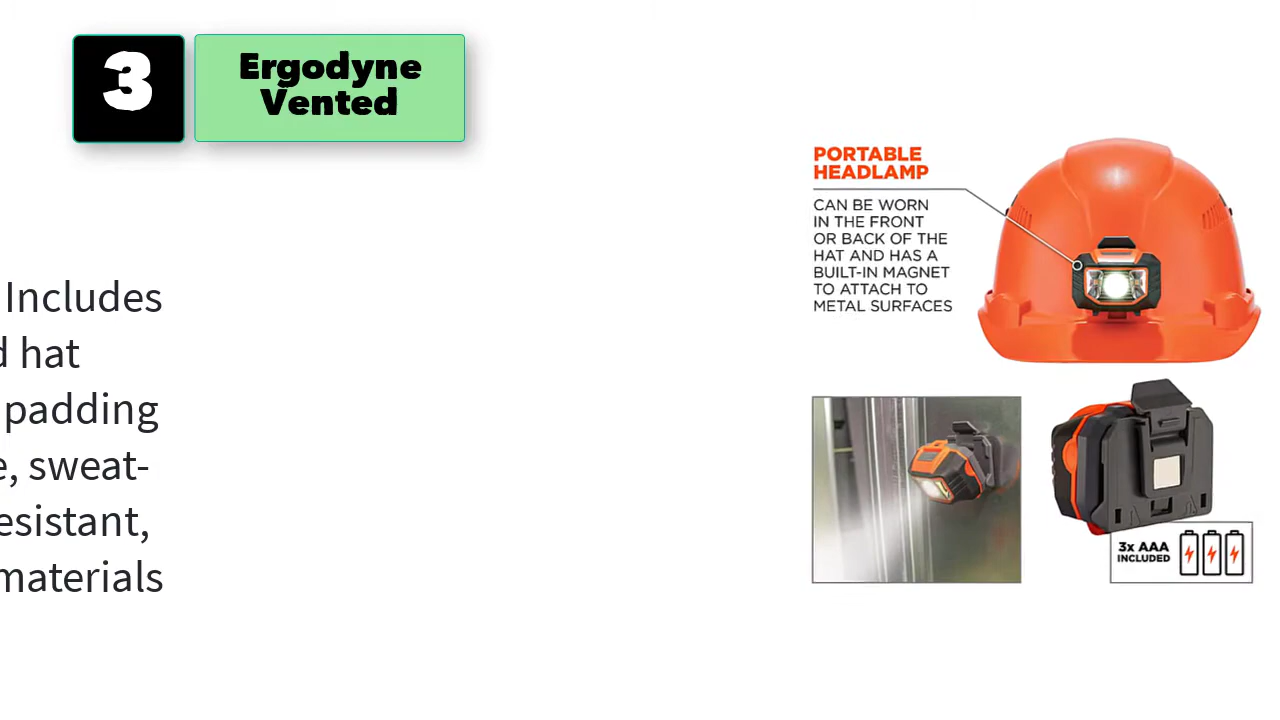 3
Ergodyne
Vented
Includes
hat
padding
sweat-
materials
PORTABLE
HEADLAMP
CAN BE WORN
IN THE FRONT
OR BACK OF THE
HAT AND HAS A
BUILT-IN MAGNET
TO ATTACH TO
METAL SURFACES
3x AAA
INCLUDED